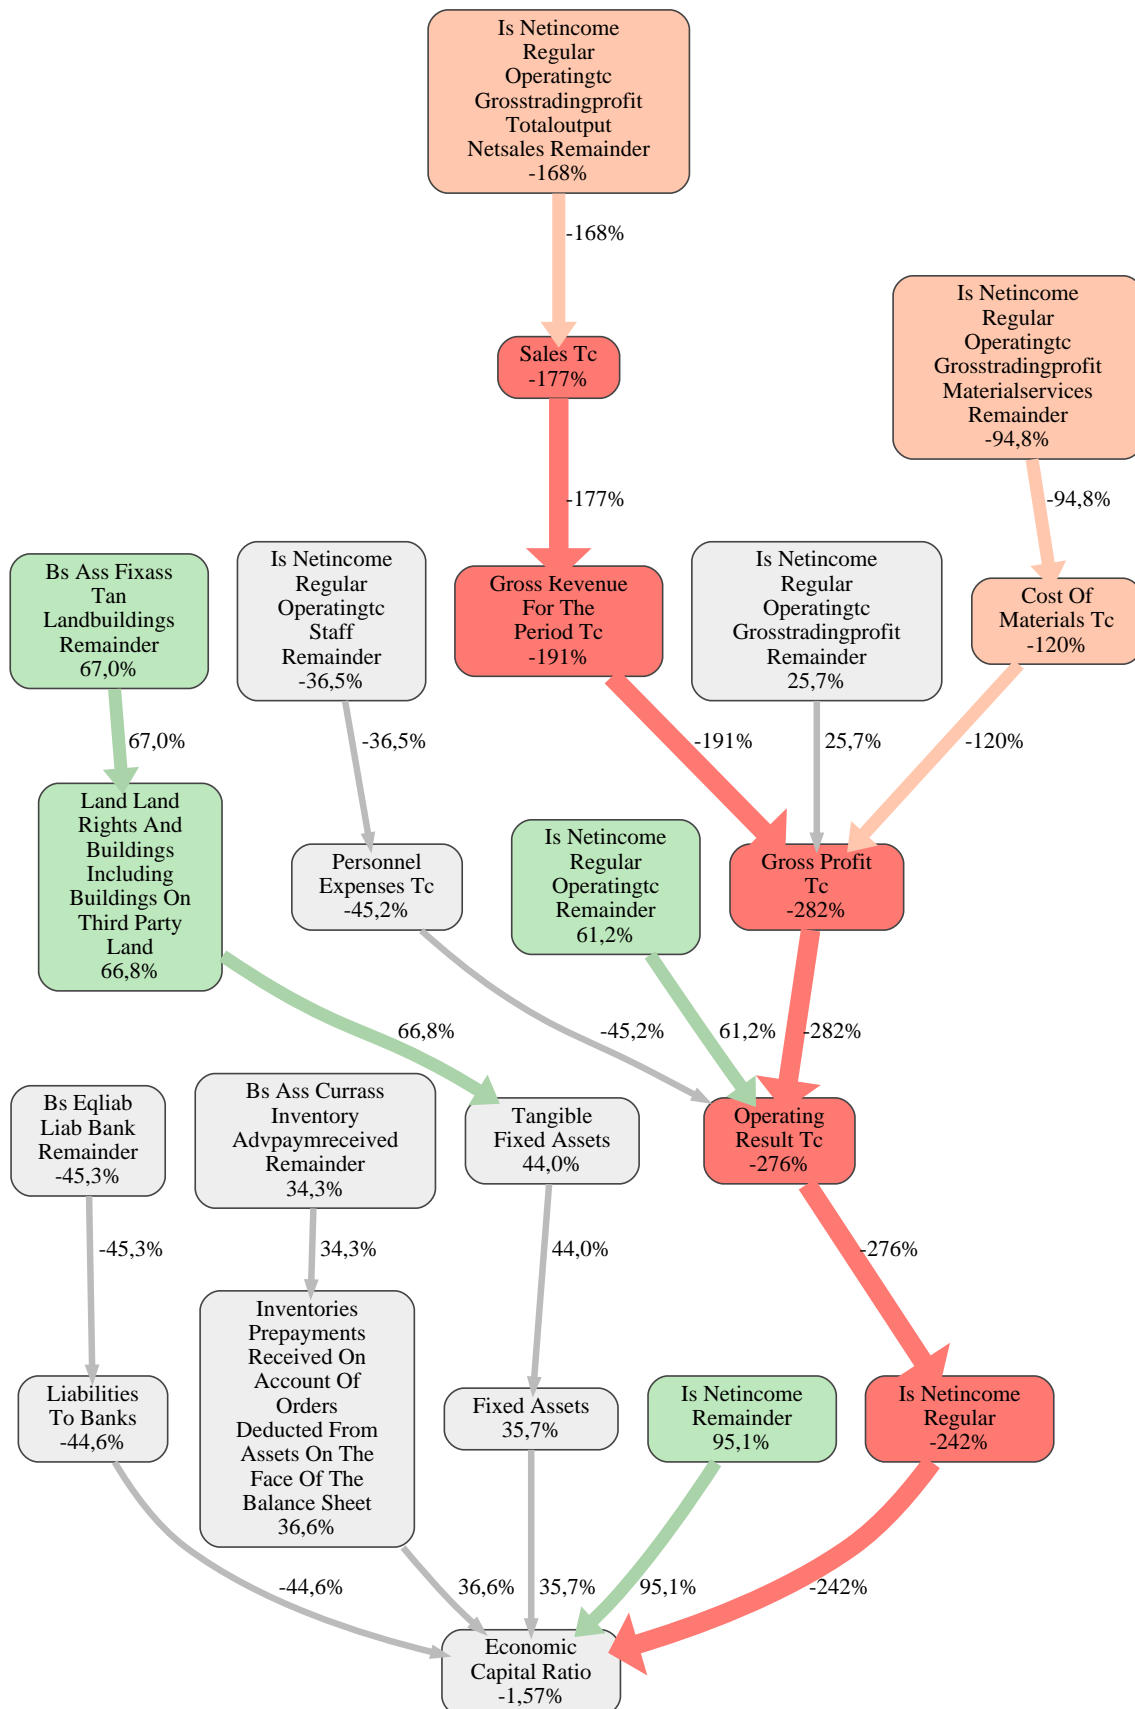 Is Netincome
Regular
Operatingtc
Grosstradingprofit
Totaloutput
Netsales Remainder
-168%
-168%
Is Netincome
Regular
Operatingtc
Grosstradingprofit
Materialservices
Remainder
-94,8%
Sales Tc
-177%
-177%
-94,8%
Bs Ass Fixass
Tan
Landbuildings
Remainder
67,0%
Is Netincome
Regular
Operatingtc
Staff
Remainder
-36,5%
Gross Revenue
For The
Period Tc
-191%
Is Netincome
Regular
Operatingtc
Grosstradingprofit
Remainder
25,7%
Cost Of
Materials Tc
-120%
67,0%
-36,5%
-191%
25,7%
-120%
Land Land
Rights And
Buildings
Including
Buildings On
Third Party
Land
66,8%
Personnel
Expenses Tc
-45,2%
Is Netincome
Regular
Operatingtc
Remainder
61,2%
Gross Profit
Tc
-282%
66,8%
-45,2%
61,2%
-282%
Bs Eqliab
Liab Bank
Remainder
-45,3%
Bs Ass Currass
Inventory
Advpaymreceived
Remainder
34,3%
Tangible
Fixed Assets
44,0%
Operating
Result Tc
-276%
-45,3%
34,3%
44,0%
-276%
Liabilities
To Banks
-44,6%
Inventories
Prepayments
Received On
Account Of
Orders
Deducted From
Assets On The
Face Of The
Balance Sheet
36,6%
Fixed Assets
35,7%
Is Netincome
Remainder
95,1%
Is Netincome
Regular
-242%
-44,6%
36,6%
35,7%
95,1%
-242%
Economic
Capital Ratio
-1,57%